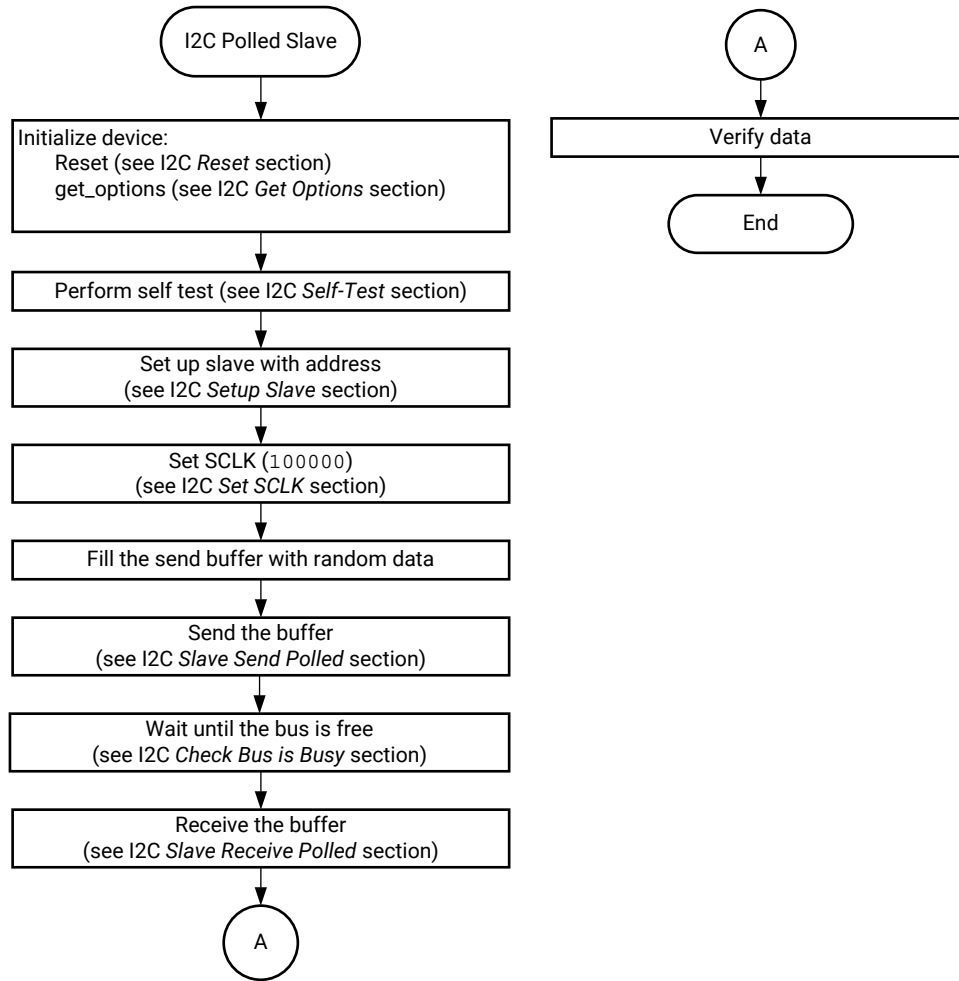 I2C Polled Slave
Initialize device:
Reset (see I2C Reset section)
get_options (see I2C Get Options section)
Perform self test (see I2C Self-Test section)
Set up slave with address
(see I2C Setup Slave section)
Set SCLK (100000)
(see I2C Set SCLK section)
Fill the send buffer with random data
Send the buffer
(see I2C Slave Send Polled section)
Wait until the bus is free
(see I2C Check Bus is Busy section)
Receive the buffer
(see I2C Slave Receive Polled section)
A
A
Verify data
End